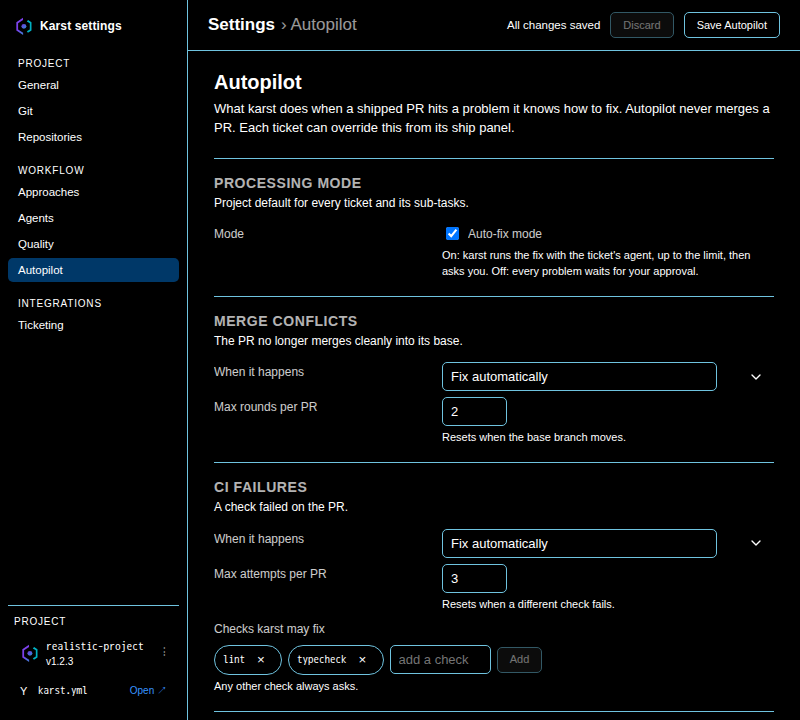 Karst settings
PROJECT
General
Git
Repositories
WORKFLOW
Approaches
Agents
Quality
Autopilot
INTEGRATIONS
Ticketing
PROJECT
realistic-project
v1.2.3
Y karst.yml Open ↗
Settings › Autopilot
All changes saved Discard Save Autopilot
Autopilot
What karst does when a shipped PR hits a problem it knows how to fix. Autopilot never merges a
PR. Each ticket can override this from its ship panel.
PROCESSING MODE
Project default for every ticket and its sub-tasks.
Mode Auto-fix mode
On: karst runs the fix with the ticket's agent, up to the limit, then
asks you. Off: every problem waits for your approval.
MERGE CONFLICTS
The PR no longer merges cleanly into its base.
When it happens Fix automatically
Max rounds per PR 2
Resets when the base branch moves.
CI FAILURES
A check failed on the PR.
When it happens Fix automatically
Max attempts per PR 3
Resets when a different check fails.
Checks karst may fix
lint × typecheck × add a check Add
Any other check always asks.